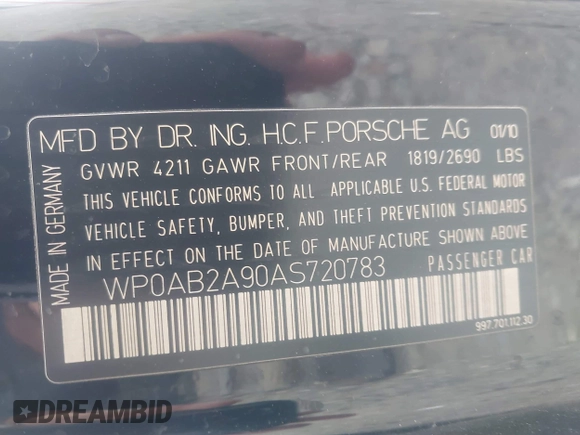 MFD BY DR. ING. H.C.F.PORSCHE AG 01/10
GVWR 4211 GAWR FRONT/REAR 1819/2690 LBS
THIS VEHICLE CONFORMS TO ALL APPLICABLE U.S. FEDERAL MOTOR
VEHICLE SAFETY, BUMPER, AND THEFT PREVENTION STANDARDS
IN EFFECT ON THE DATE OF MANUFACTURE SHOWN ABOVE
WP0AB2A90AS720783 PASSENGER CAR
997.701.112.30
MADE IN GERMANY
DREAMBID